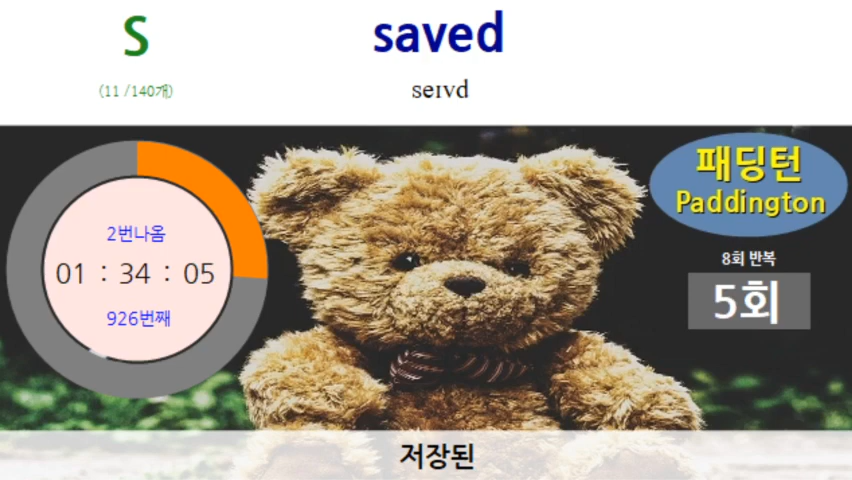 S
(11 /140개)
saved
seɪvd
2번나옴
01 : 34 : 05
926번째
패딩턴
Paddington
8회 반복
5회
저장된